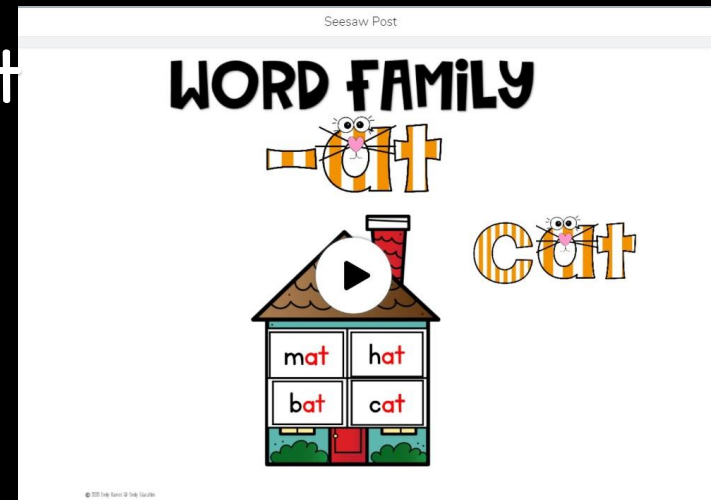 Seesaw Post
WORD FAMILY
-at
cat
mat hat
bat cat